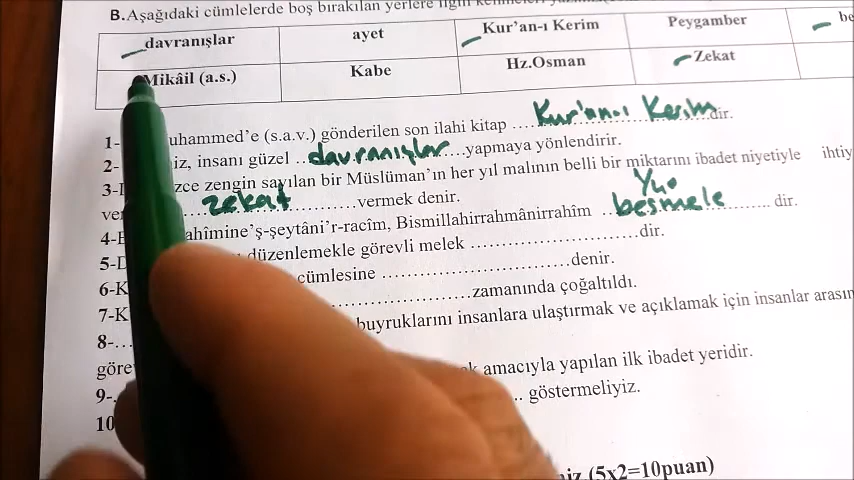 B.Aşağıdaki cümlelerde boş bırakılan yerlere ilgili
davranışlar ayet Kur'an-ı Kerim Peygamber be
Mikâil (a.s.) Kabe Hz.Osman Zekat
1- uhammed'e (s.a.v.) gönderilen son ilahi kitap ....Kur'an-ı Kerim.dir.
2- iz, insanı güzel ..davranışlar....yapmaya yönlendirir.
3-D zce zengin sayılan bir Müslüman'ın her yıl malının belli bir miktarını ibadet niyetiyle ihtiy
ve zekat ..............vermek denir.
4-E ahîmine'ş-şeytâni'r-racîm, Bismillahirrahmânirrahîm ..besmele........... dir.
5-D düzenlemekle görevli melek ..............................dir.
6-K cümlesine ..................................denir.
7-K .........................zamanında çoğaltıldı.
8-... buyruklarını insanlara ulaştırmak ve açıklamak için insanlar arasın
göre k amacıyla yapılan ilk ibadet yeridir.
9- .. göstermeliyiz.
10
iz (5x2=10puan)